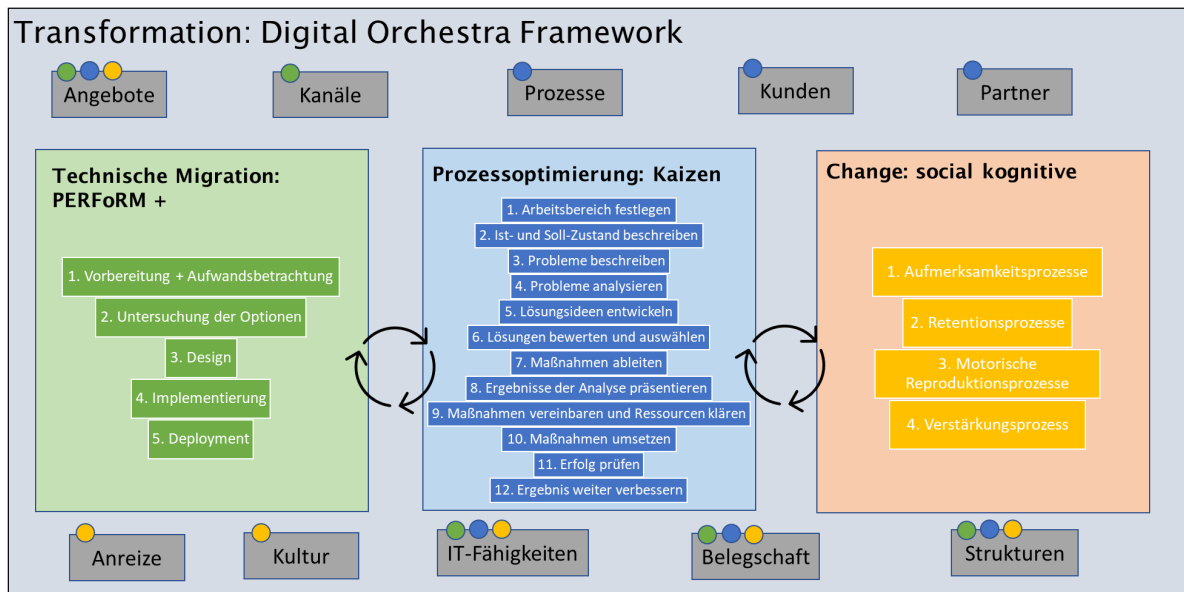 Transformation: Digital Orchestra Framework
Angebote
Kanäle
Prozesse
Kunden
Partner
Technische Migration:
PERFoRM +
1. Vorbereitung + Aufwandsbetrachtung
2. Untersuchung der Optionen
3. Design
4. Implementierung
5. Deployment
Prozessoptimierung: Kaizen
1. Arbeitsbereich festlegen
2. Ist- und Soll-Zustand beschreiben
3. Probleme beschreiben
4. Probleme analysieren
5. Lösungsideen entwickeln
6. Lösungen bewerten und auswählen
7. Maßnahmen ableiten
8. Ergebnisse der Analyse präsentieren
9. Maßnahmen vereinbaren und Ressourcen klären
10. Maßnahmen umsetzen
11. Erfolg prüfen
12. Ergebnis weiter verbessern
Change: social kognitive
1. Aufmerksamkeitsprozesse
2. Retentionsprozesse
3. Motorische
Reproduktionsprozesse
4. Verstärkungsprozess
Anreize
Kultur
IT-Fähigkeiten
Belegschaft
Strukturen